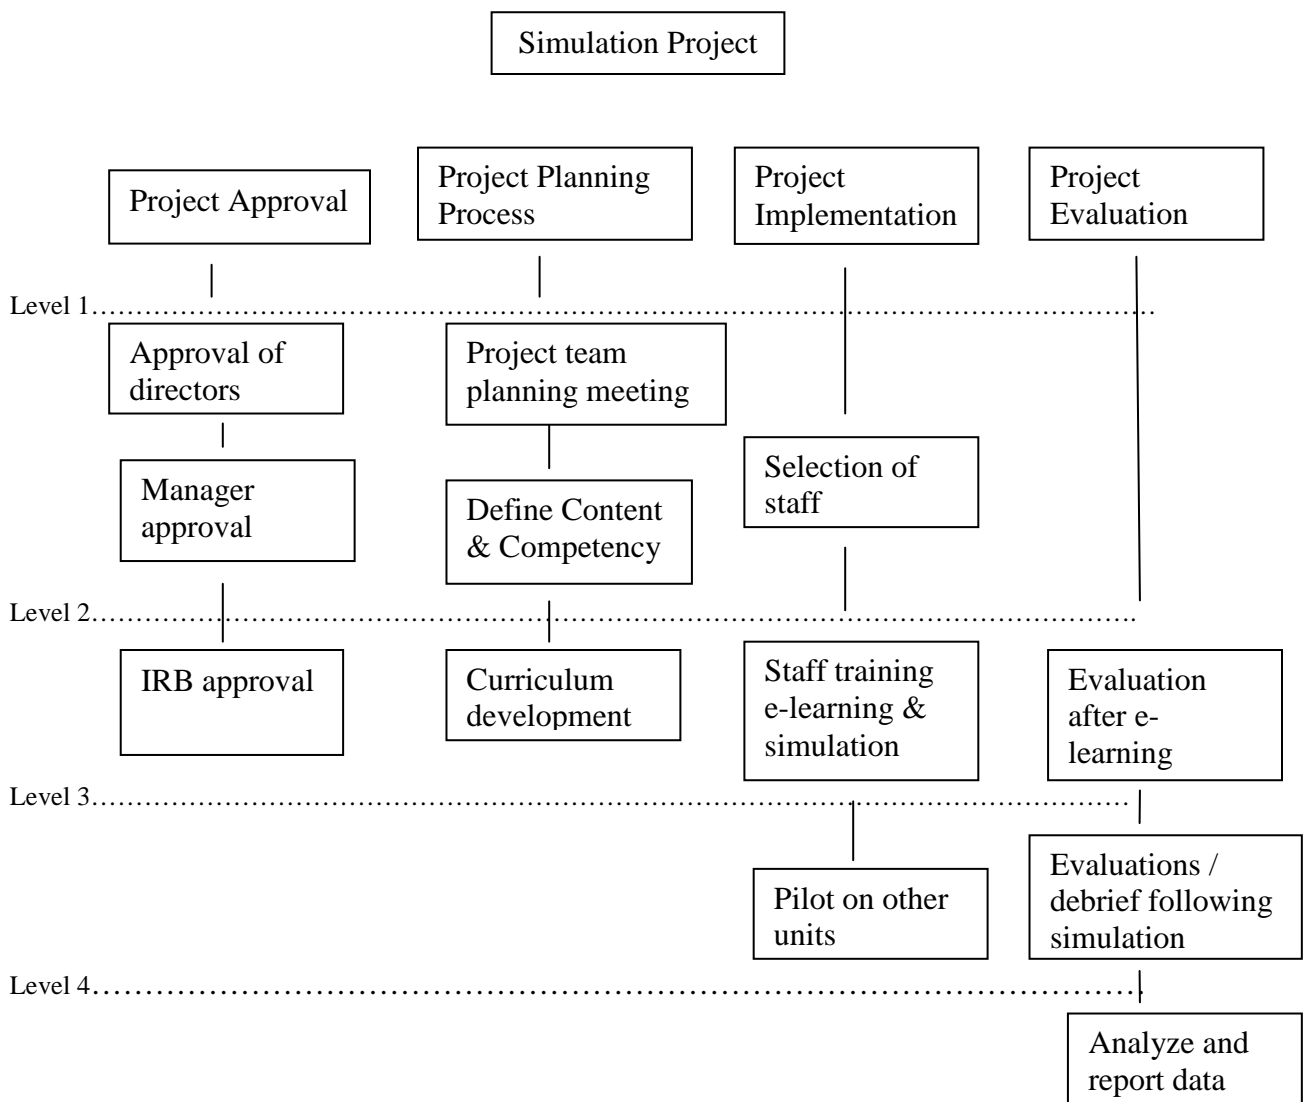 Simulation Project
Project Approval
Project Planning
Process
Project
Implementation
Project
Evaluation
Level 1……………………………………………………………………………………………………………
Approval of
directors
Project team
planning meeting
Manager
approval
Define Content
& Competency
Selection of
staff
Level 2…………………………………………………………………………………………………………..
IRB approval
Curriculum
development
Staff training
e-learning &
simulation
Evaluation
after e-
learning
Level 3…………………………………………………………………………………………………………
Pilot on other
units
Evaluations /
debrief following
simulation
Level 4…………………………………………………………………………………………
Analyze and
report data